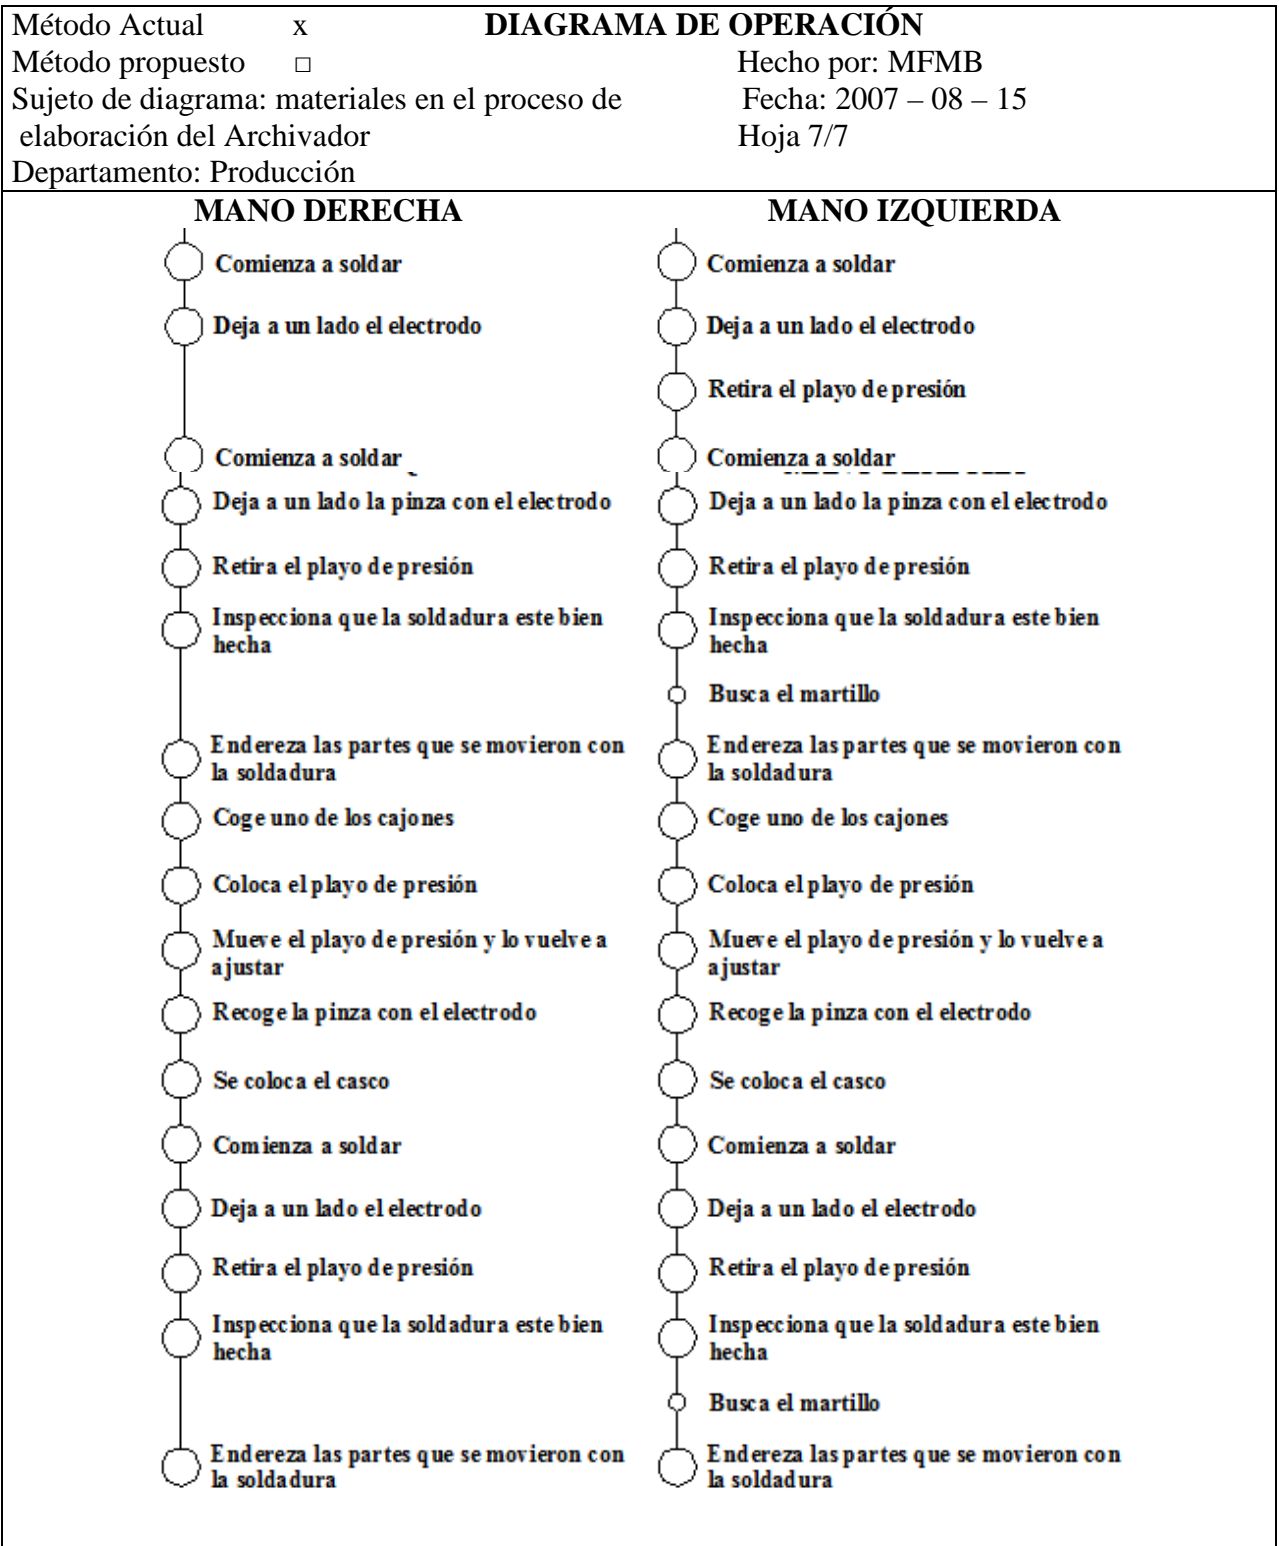 Método Actual x DIAGRAMA DE OPERACIÓN
Método propuesto □ Hecho por: MFMB
Sujeto de diagrama: materiales en el proceso de Fecha: 2007 – 08 – 15
elaboración del Archivador Hoja 7/7
Departamento: Producción
MANO DERECHA MANO IZQUIERDA
Comienza a soldar Comienza a soldar
Deja a un lado el electrodo Deja a un lado el electrodo
Retira el playo de presión
Comienza a soldar Comienza a soldar
Deja a un lado la pinza con el electrodo Deja a un lado la pinza con el electrodo
Retira el playo de presión Retira el playo de presión
Inspecciona que la soldadura este bien Inspecciona que la soldadura este bien
hecha hecha
Busca el martillo
Endereza las partes que se movieron con Endereza las partes que se movieron con
la soldadura la soldadura
Coge uno de los cajones Coge uno de los cajones
Coloca el playo de presión Coloca el playo de presión
Mueve el playo de presión y lo vuelve a Mueve el playo de presión y lo vuelve a
ajustar ajustar
Recoge la pinza con el electrodo Recoge la pinza con el electrodo
Se coloca el casco Se coloca el casco
Comienza a soldar Comienza a soldar
Deja a un lado el electrodo Deja a un lado el electrodo
Retira el playo de presión Retira el playo de presión
Inspecciona que la soldadura este bien Inspecciona que la soldadura este bien
hecha hecha
Busca el martillo
Endereza las partes que se movieron con Endereza las partes que se movieron con
la soldadura la soldadura